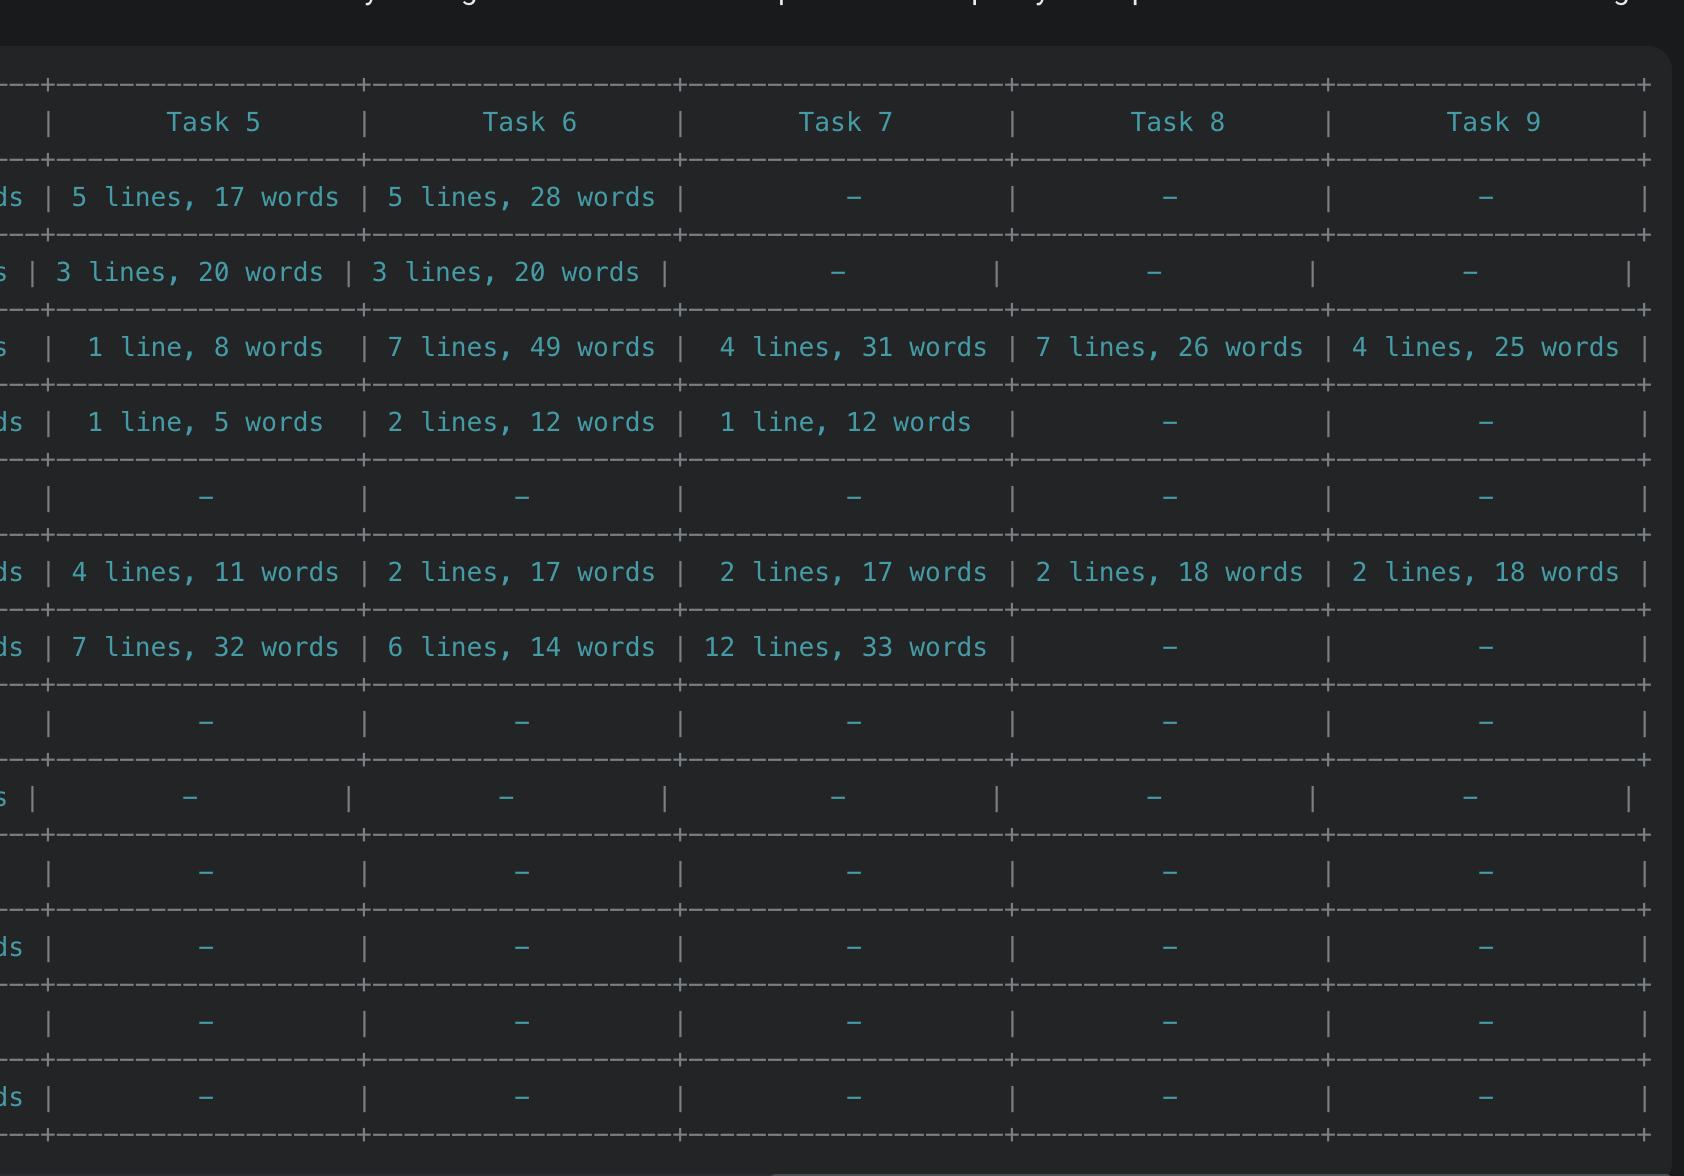 | Task 5 | Task 6 | Task 7 | Task 8 | Task 9 |
ds | 5 lines, 17 words | 5 lines, 28 words | – | – | – |
s | 3 lines, 20 words | 3 lines, 20 words | – | – | – |
s | 1 line, 8 words | 7 lines, 49 words | 4 lines, 31 words | 7 lines, 26 words | 4 lines, 25 words |
ds | 1 line, 5 words | 2 lines, 12 words | 1 line, 12 words | – | – |
| – | – | – | – | – |
ds | 4 lines, 11 words | 2 lines, 17 words | 2 lines, 17 words | 2 lines, 18 words | 2 lines, 18 words |
ds | 7 lines, 32 words | 6 lines, 14 words | 12 lines, 33 words | – | – |
| – | – | – | – | – |
s | – | – | – | – | – |
| – | – | – | – | – |
ds | – | – | – | – | – |
| – | – | – | – | – |
ds | – | – | – | – | – |